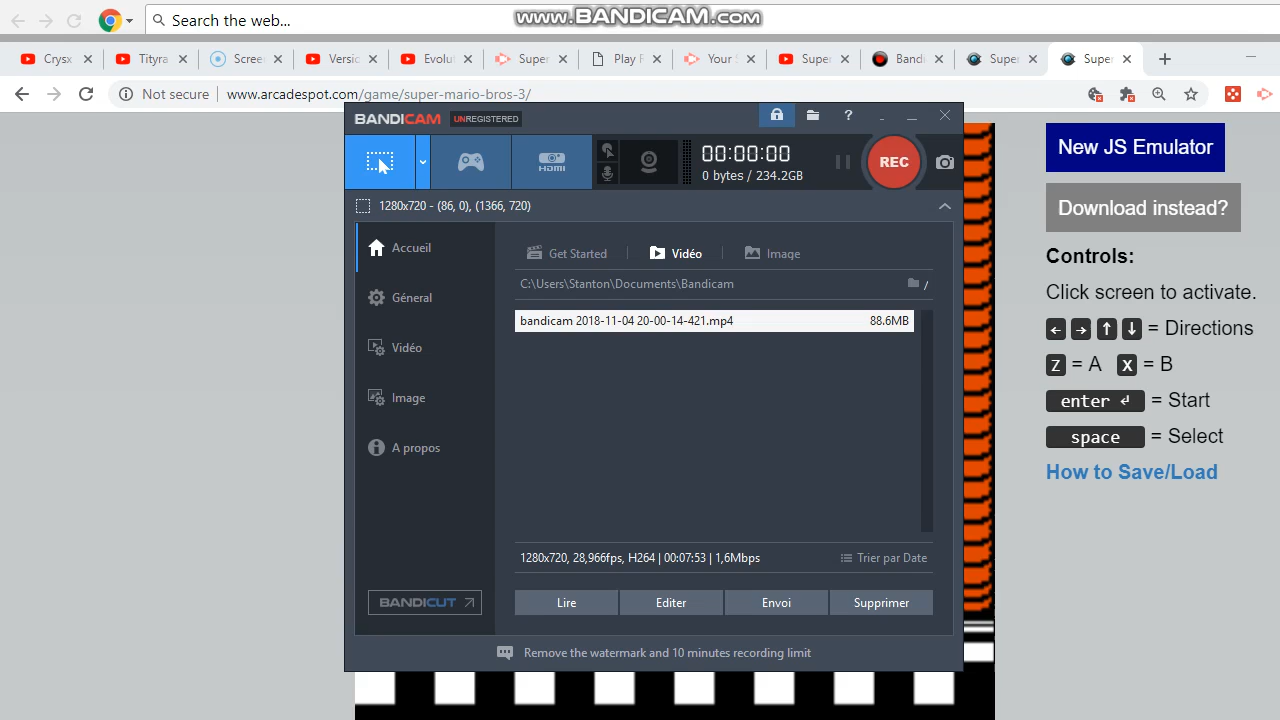 Search the web...
www.BANDICAM.com
Crysx
Tityra
Scree
Versic
Evolu
Super
Play F
Your S
Super
Bandi
Super
Super
Not secure
www.arcadespot.com/game/super-mario-bros-3/
BANDICAM UNREGISTERED
?
HDMI
00:00:00
0 bytes / 234.2GB
REC
1280x720 - (86, 0), (1366, 720)
Accueil
Géneral
Vidéo
Image
A propos
BANDICUT
Get Started
Vidéo
Image
C:\Users\Stanton\Documents\Bandicam
/
bandicam 2018-11-04 20-00-14-421.mp4 88.6MB
1280x720, 28,966fps, H264 | 00:07:53 | 1,6Mbps
Trier par Date
Lire
Editer
Envoi
Supprimer
Remove the watermark and 10 minutes recording limit
New JS Emulator
Download instead?
Controls:
Click screen to activate.
← → ↑ ↓ = Directions
Z = A X = B
enter ↲ = Start
space = Select
How to Save/Load